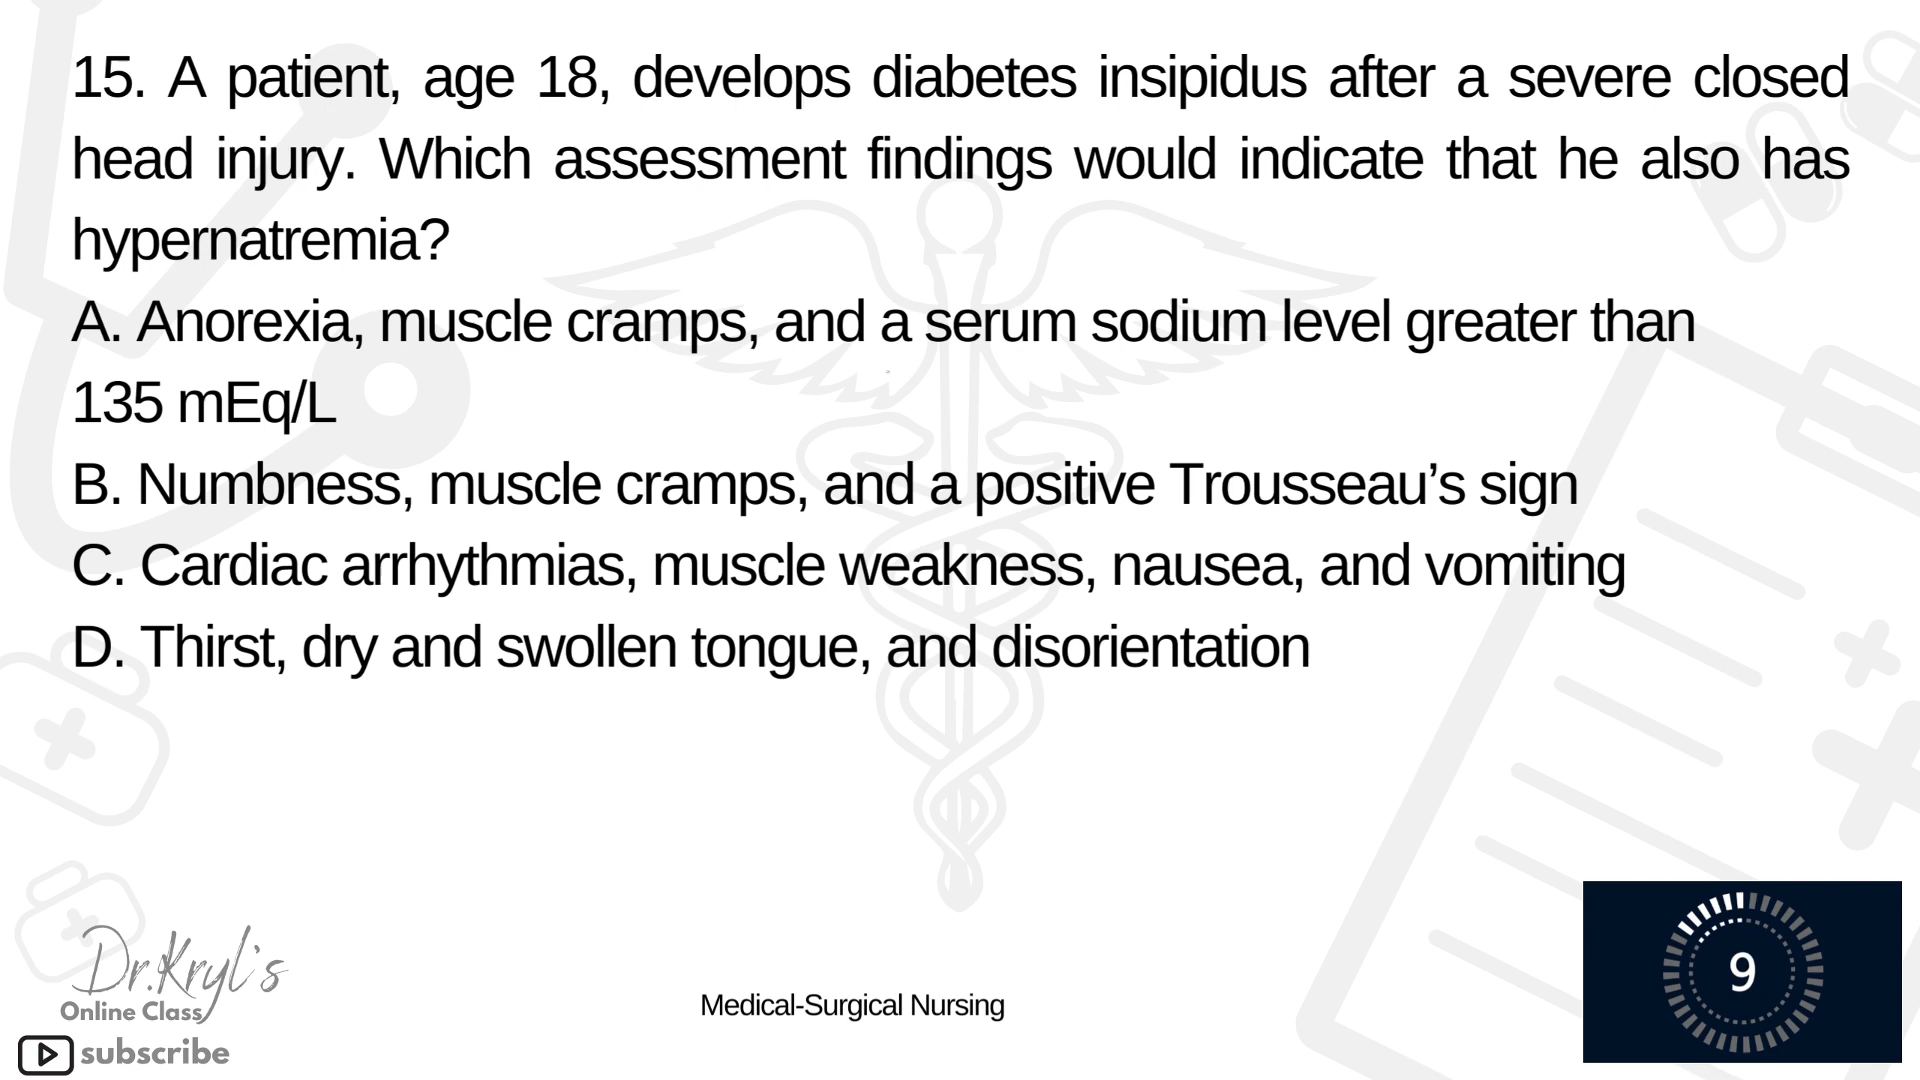 15. A patient, age 18, develops diabetes insipidus after a severe closed
head injury. Which assessment findings would indicate that he also has
hypernatremia?
A. Anorexia, muscle cramps, and a serum sodium level greater than
135 mEq/L
B. Numbness, muscle cramps, and a positive Trousseau’s sign
C. Cardiac arrhythmias, muscle weakness, nausea, and vomiting
D. Thirst, dry and swollen tongue, and disorientation
Dr.Kryl's
Online Class
subscribe
Medical-Surgical Nursing
9